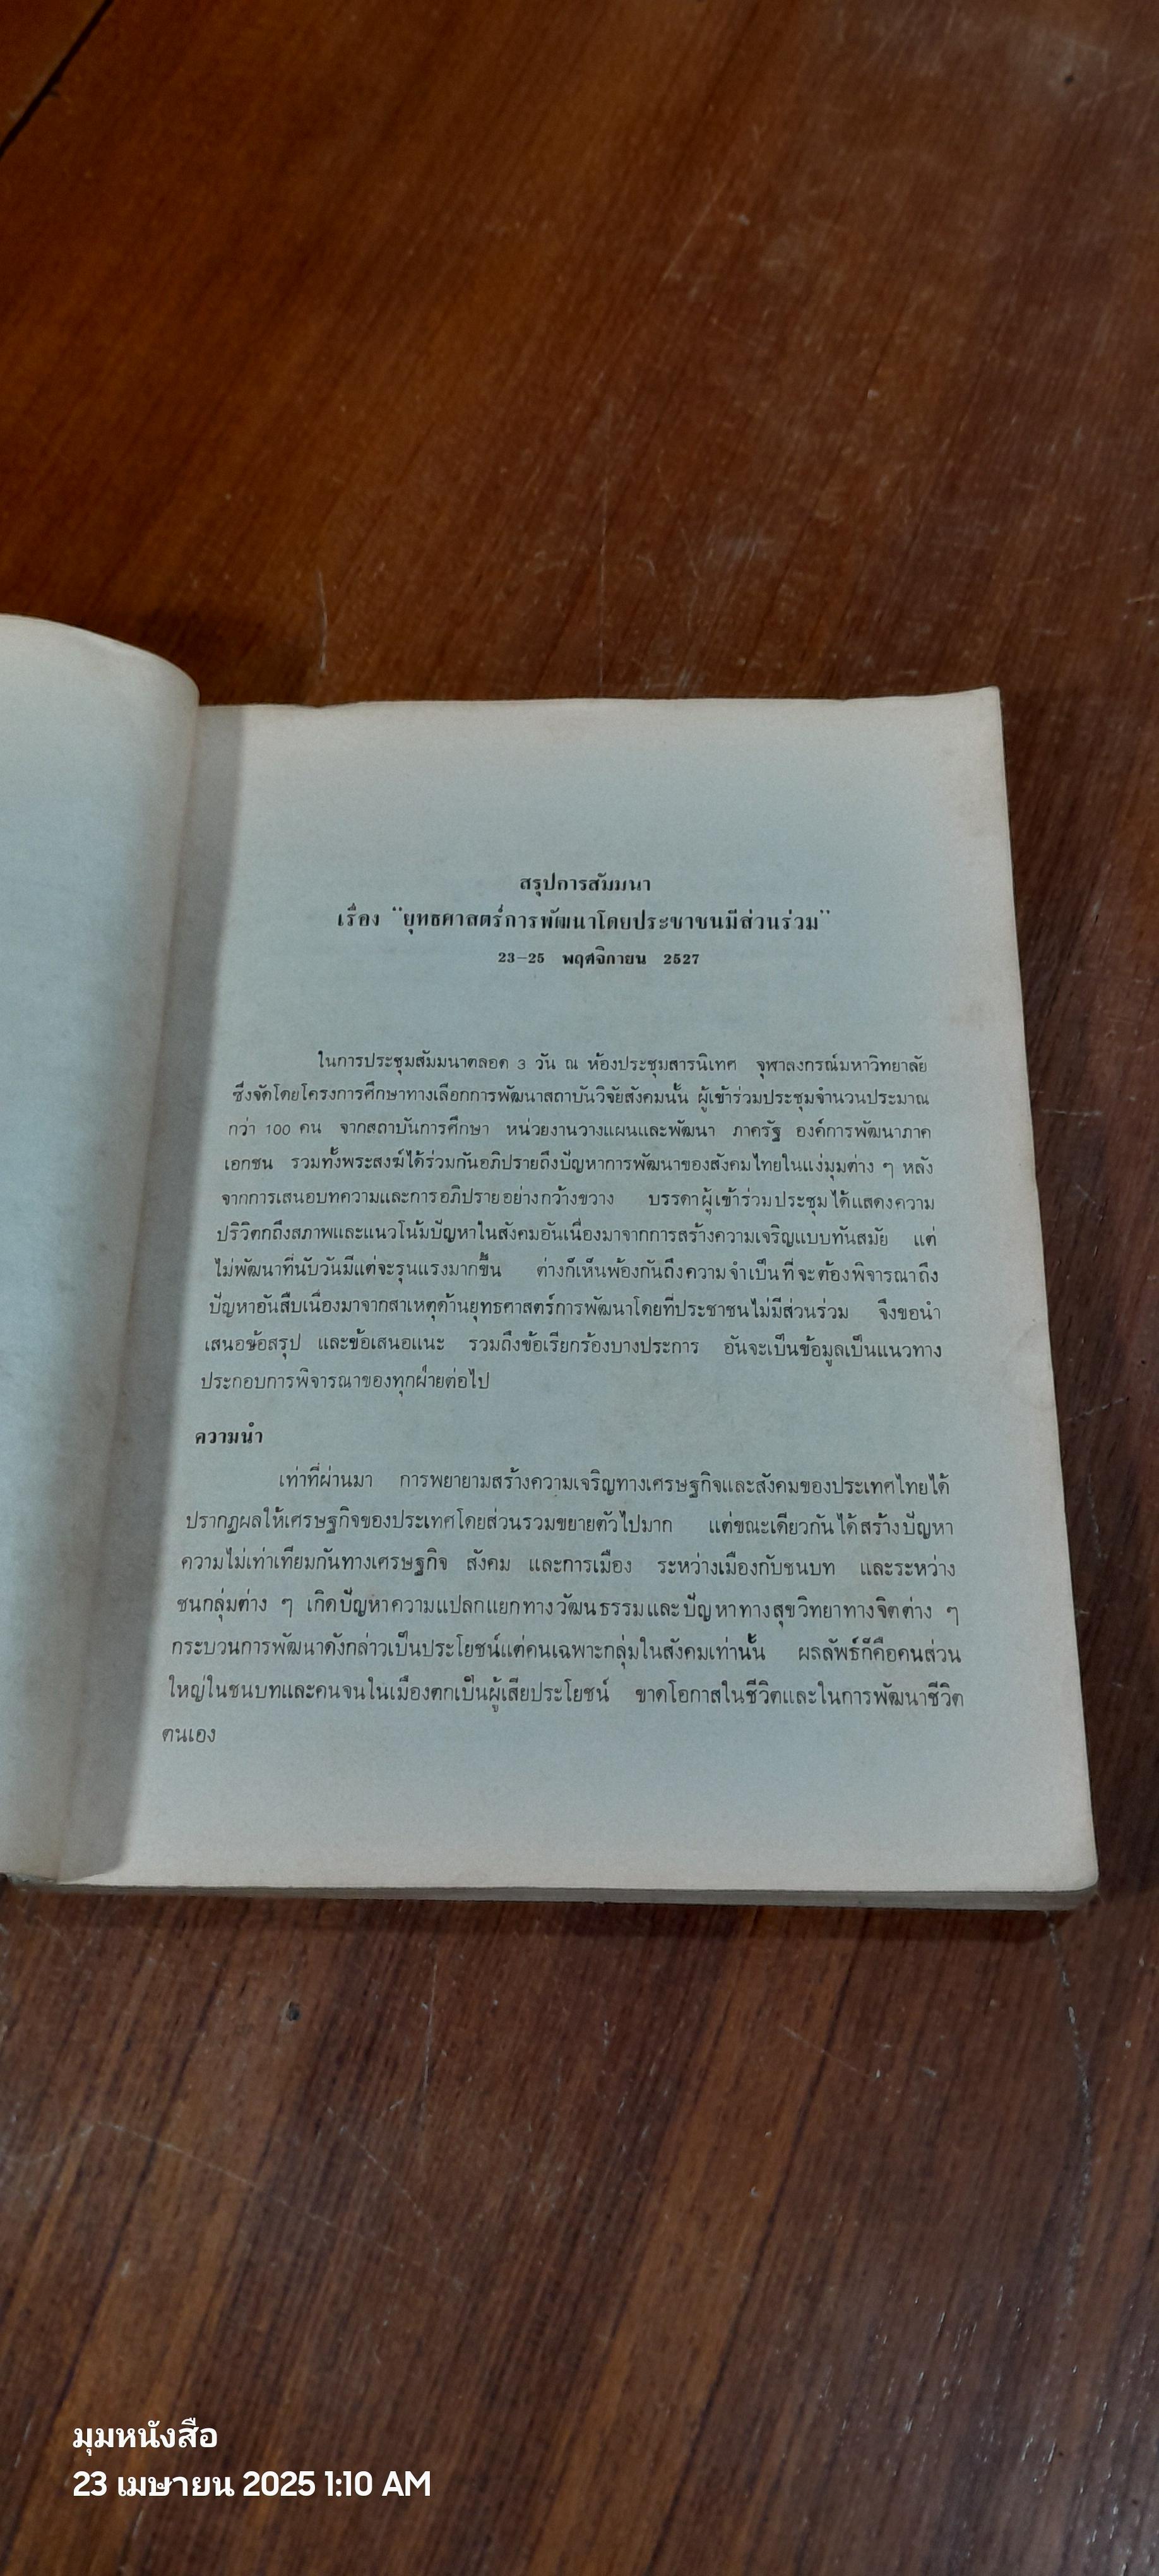 สรุปการสัมมนา
เรื่อง "ยุทธศาสตร์การพัฒนาโดยประชาชนมีส่วนร่วม"
23-25 พฤศจิกายน 2527
ในการประชุมสัมมนาตลอด 3 วัน ณ ห้องประชุมสารนิเทศ จุฬาลงกรณ์มหาวิทยาลัย
ซึ่งจัดโดยโครงการศึกษาทางเลือกการพัฒนาสถาบันวิจัยสังคมนั้น ผู้เข้าร่วมประชุมจำนวนประมาณ
กว่า 100 คน จากสถาบันการศึกษา หน่วยงานวางแผนและพัฒนา ภาครัฐ องค์การพัฒนาภาค
เอกชน รวมทั้งพระสงฆ์ได้ร่วมกันอภิปรายถึงปัญหาการพัฒนาของสังคมไทยในแง่มุมต่าง ๆ หลัง
จากการเสนอบทความและการอภิปรายอย่างกว้างขวาง บรรดาผู้เข้าร่วมประชุมได้แสดงความ
ปริวิตกถึงสภาพและแนวโน้มปัญหาในสังคมอันเนื่องมาจากการสร้างความเจริญแบบทันสมัย แต่
ไม่พัฒนาที่นับวันมีแต่จะรุนแรงมากขึ้น ต่างก็เห็นพ้องกันถึงความจำเป็นที่จะต้องพิจารณาถึง
ปัญหาอันสืบเนื่องมาจากสาเหตุด้านยุทธศาสตร์การพัฒนาโดยที่ประชาชนไม่มีส่วนร่วม จึงขอนำ
เสนอข้อสรุป และข้อเสนอแนะ รวมถึงข้อเรียกร้องบางประการ อันจะเป็นข้อมูลเป็นแนวทาง
ประกอบการพิจารณาของทุกฝ่ายต่อไป
ความนำ
เท่าที่ผ่านมา การพยายามสร้างความเจริญทางเศรษฐกิจและสังคมของประเทศไทยได้
ปรากฏผลให้เศรษฐกิจของประเทศโดยส่วนรวมขยายตัวไปมาก แต่ขณะเดียวกันได้สร้างปัญหา
ความไม่เท่าเทียมกันทางเศรษฐกิจ สังคม และการเมือง ระหว่างเมืองกับชนบท และระหว่าง
ชนกลุ่มต่าง ๆ เกิดปัญหาความแปลกแยกทางวัฒนธรรมและปัญหาทางสุขวิทยาทางจิตต่าง ๆ
กระบวนการพัฒนาดังกล่าวเป็นประโยชน์แต่คนเฉพาะกลุ่มในสังคมเท่านั้น ผลลัพธ์ก็คือคนส่วน
ใหญ่ในชนบทและคนจนในเมืองตกเป็นผู้เสียประโยชน์ ขาดโอกาสในชีวิตและในการพัฒนาชีวิต
ตนเอง
มุมหนังสือ
23 เมษายน 2025 1:10 AM